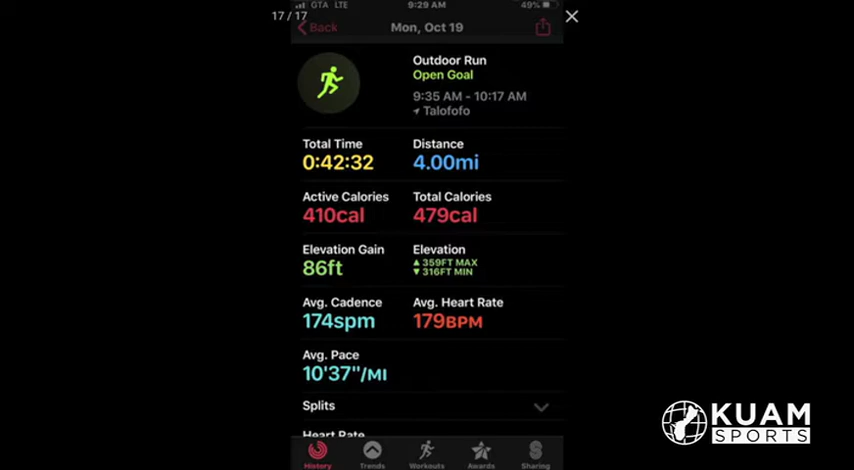 GTA LTE 9:29 AM 49%
17 / 17
Back Mon, Oct 19
Outdoor Run
Open Goal
9:35 AM - 10:17 AM
Talofofo
Total Time Distance
0:42:32 4.00mi
Active Calories Total Calories
410cal 479cal
Elevation Gain Elevation
86ft ▲ 359FT MAX
▼ 316FT MIN
Avg. Cadence Avg. Heart Rate
174spm 179BPM
Avg. Pace
10'37"/MI
Splits
Heart Rate
History Trends Workouts Awards Sharing
KUAM
SPORTS